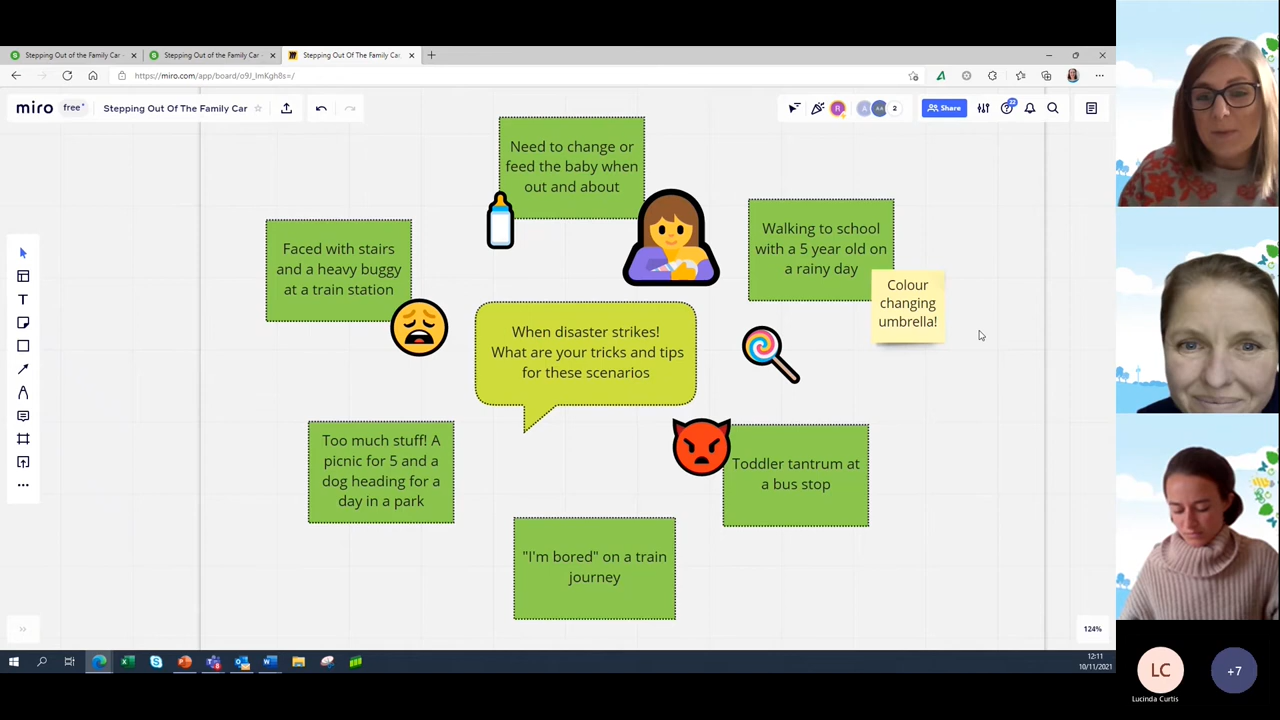 Stepping Out of the Family Car
Stepping Out of the Family Car
Stepping Out Of The Family Car
https://miro.com/app/board/o9J_lmKgh8s=/
miro
free
Stepping Out Of The Family Car
R
A
2
Share
22
Need to change or
feed the baby when
out and about
Walking to school
with a 5 year old on
a rainy day
Faced with stairs
and a heavy buggy
at a train station
Colour
changing
umbrella!
When disaster strikes!
What are your tricks and tips
for these scenarios
Too much stuff! A
picnic for 5 and a
dog heading for a
day in a park
Toddler tantrum at
a bus stop
"I'm bored" on a train
journey
124%
12:11
10/11/2021
LC
Lucinda Curtis
+7